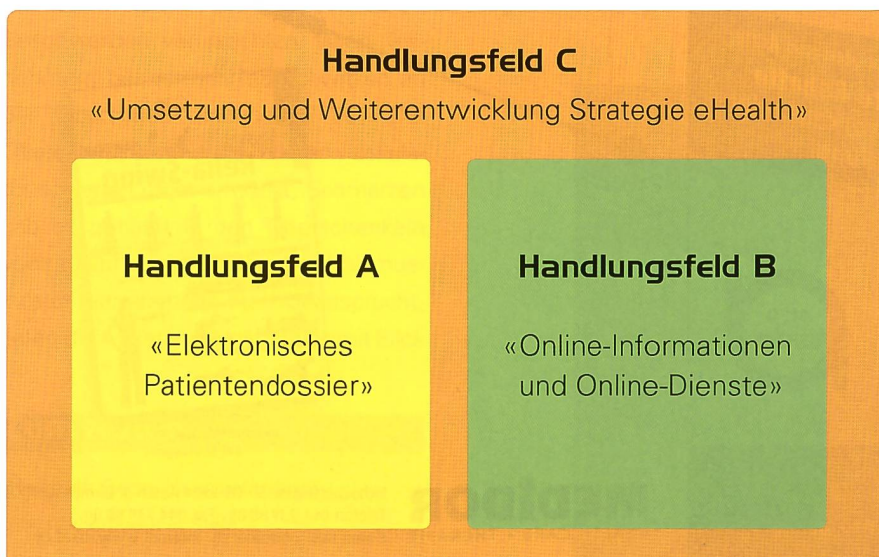 Handlungsfeld C
«Umsetzung und Weiterentwicklung Strategie eHealth»
Handlungsfeld A
«Elektronisches
Patientendossier»
Handlungsfeld B
«Online-Informationen
und Online-Dienste»